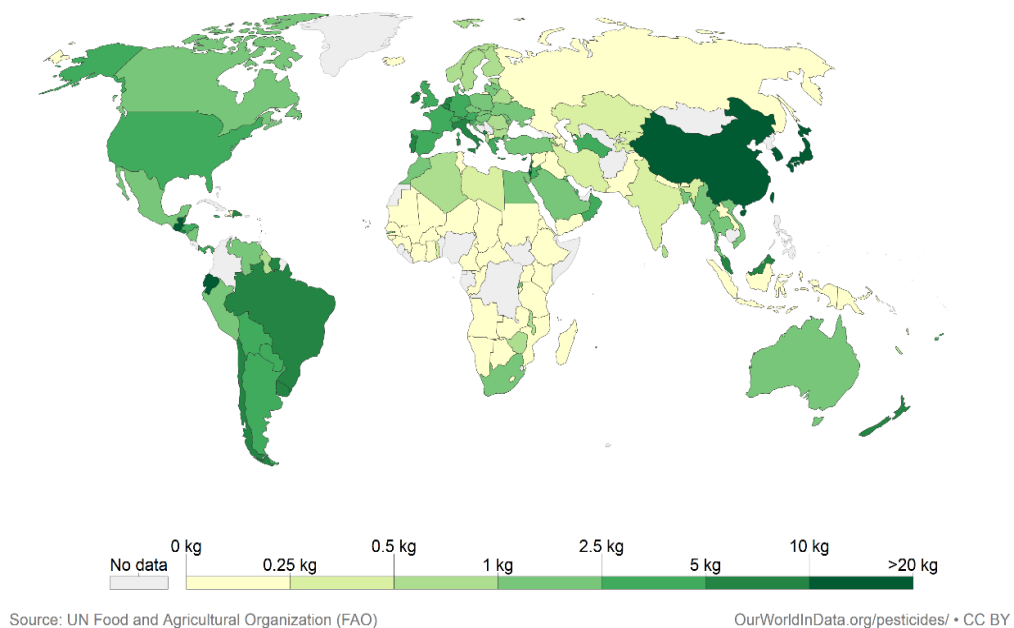 0 kg 0.5 kg 2.5 kg 10 kg
No data 0.25 kg 1 kg 5 kg >20 kg
Source: UN Food and Agricultural Organization (FAO) OurWorldInData.org/pesticides/ • CC BY